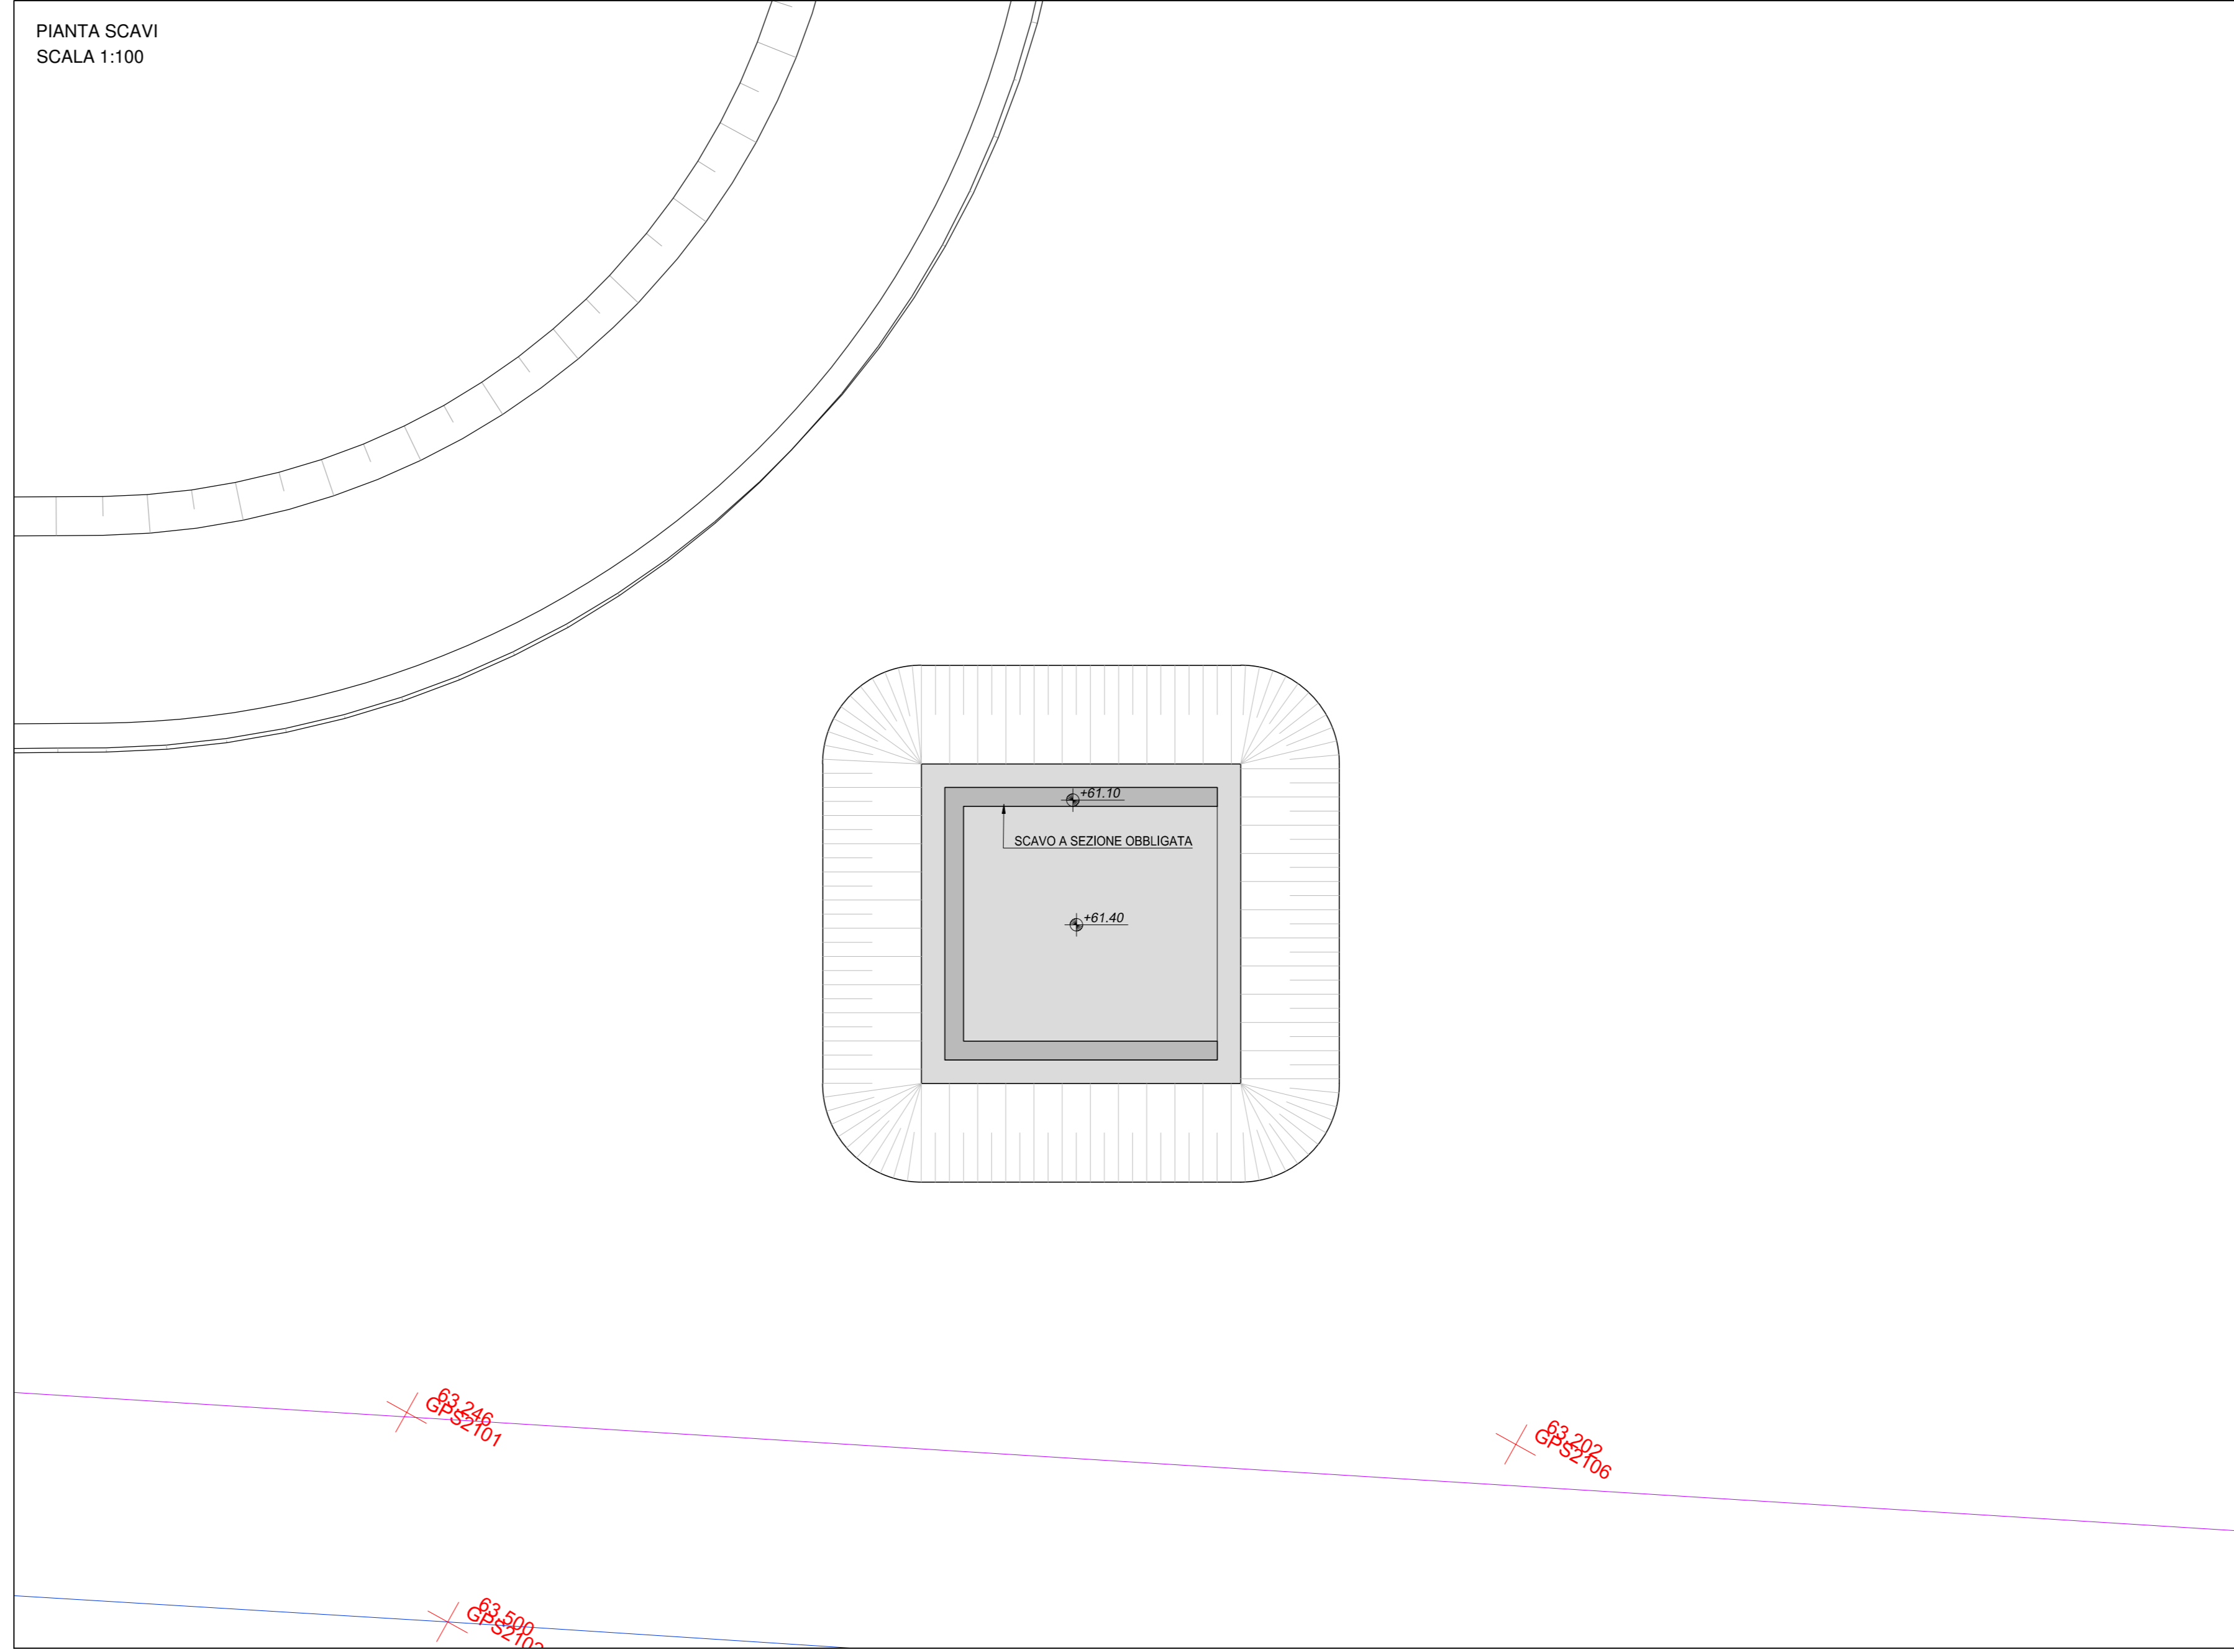 PIANTA SCAVI
SCALA 1:100
+61.10
SCAVO A SEZIONE OBBLIGATA
+61.40
63.246
GPS2101
63.202
GPS2106
63.500